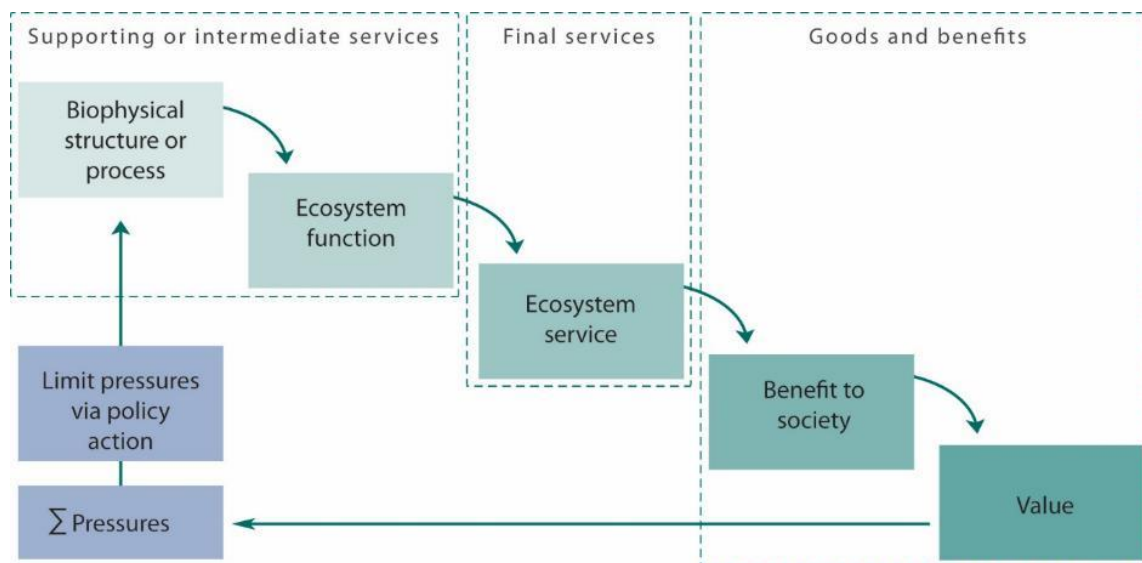 Supporting or intermediate services
Final services
Goods and benefits
Biophysical
structure or
process
Ecosystem
function
Ecosystem
service
Limit pressures
via policy
action
Benefit to
society
∑ Pressures
Value